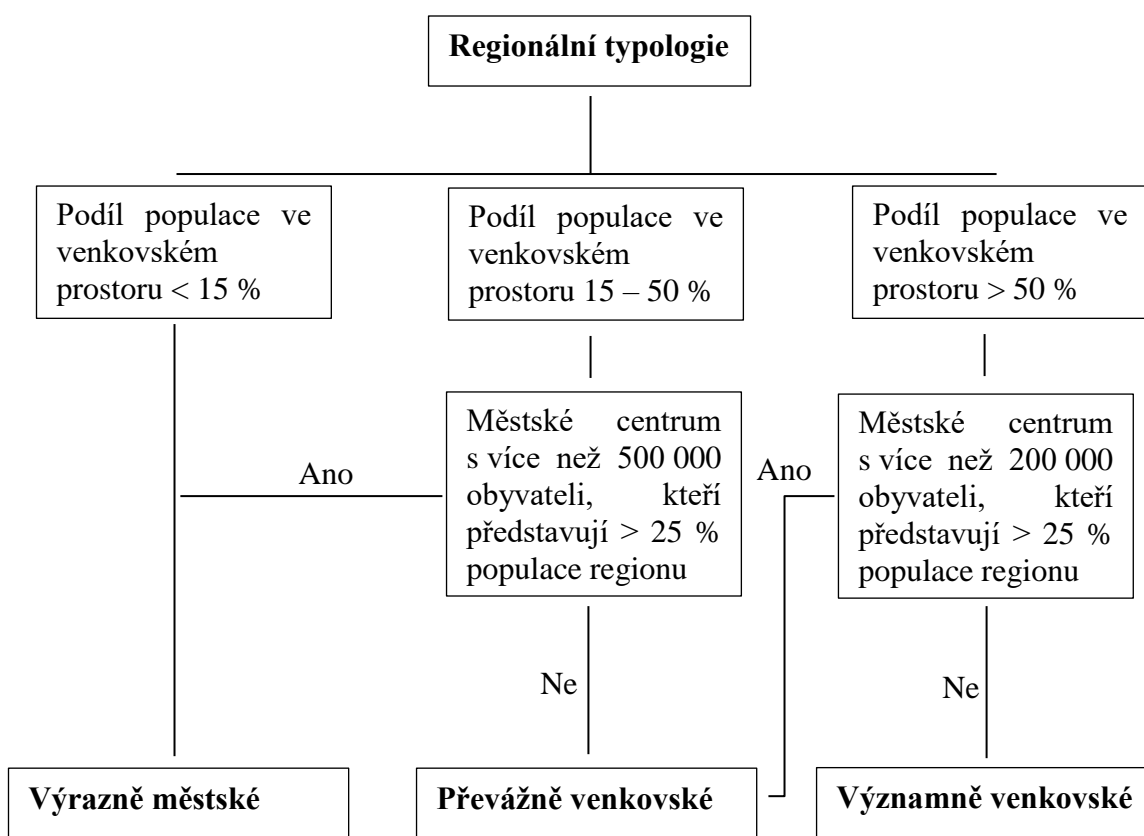 Regionální typologie
Podíl populace ve
venkovském
prostoru < 15 %
Podíl populace ve
venkovském
prostoru 15 – 50 %
Podíl populace ve
venkovském
prostoru > 50 %
Městské centrum
s více než 500 000
obyvateli, kteří
představují > 25 %
populace regionu
Městské centrum
s více než 200 000
obyvateli, kteří
představují > 25 %
populace regionu
Ano
Ano
Ne
Ne
Výrazně městské
Převážně venkovské
Významně venkovské